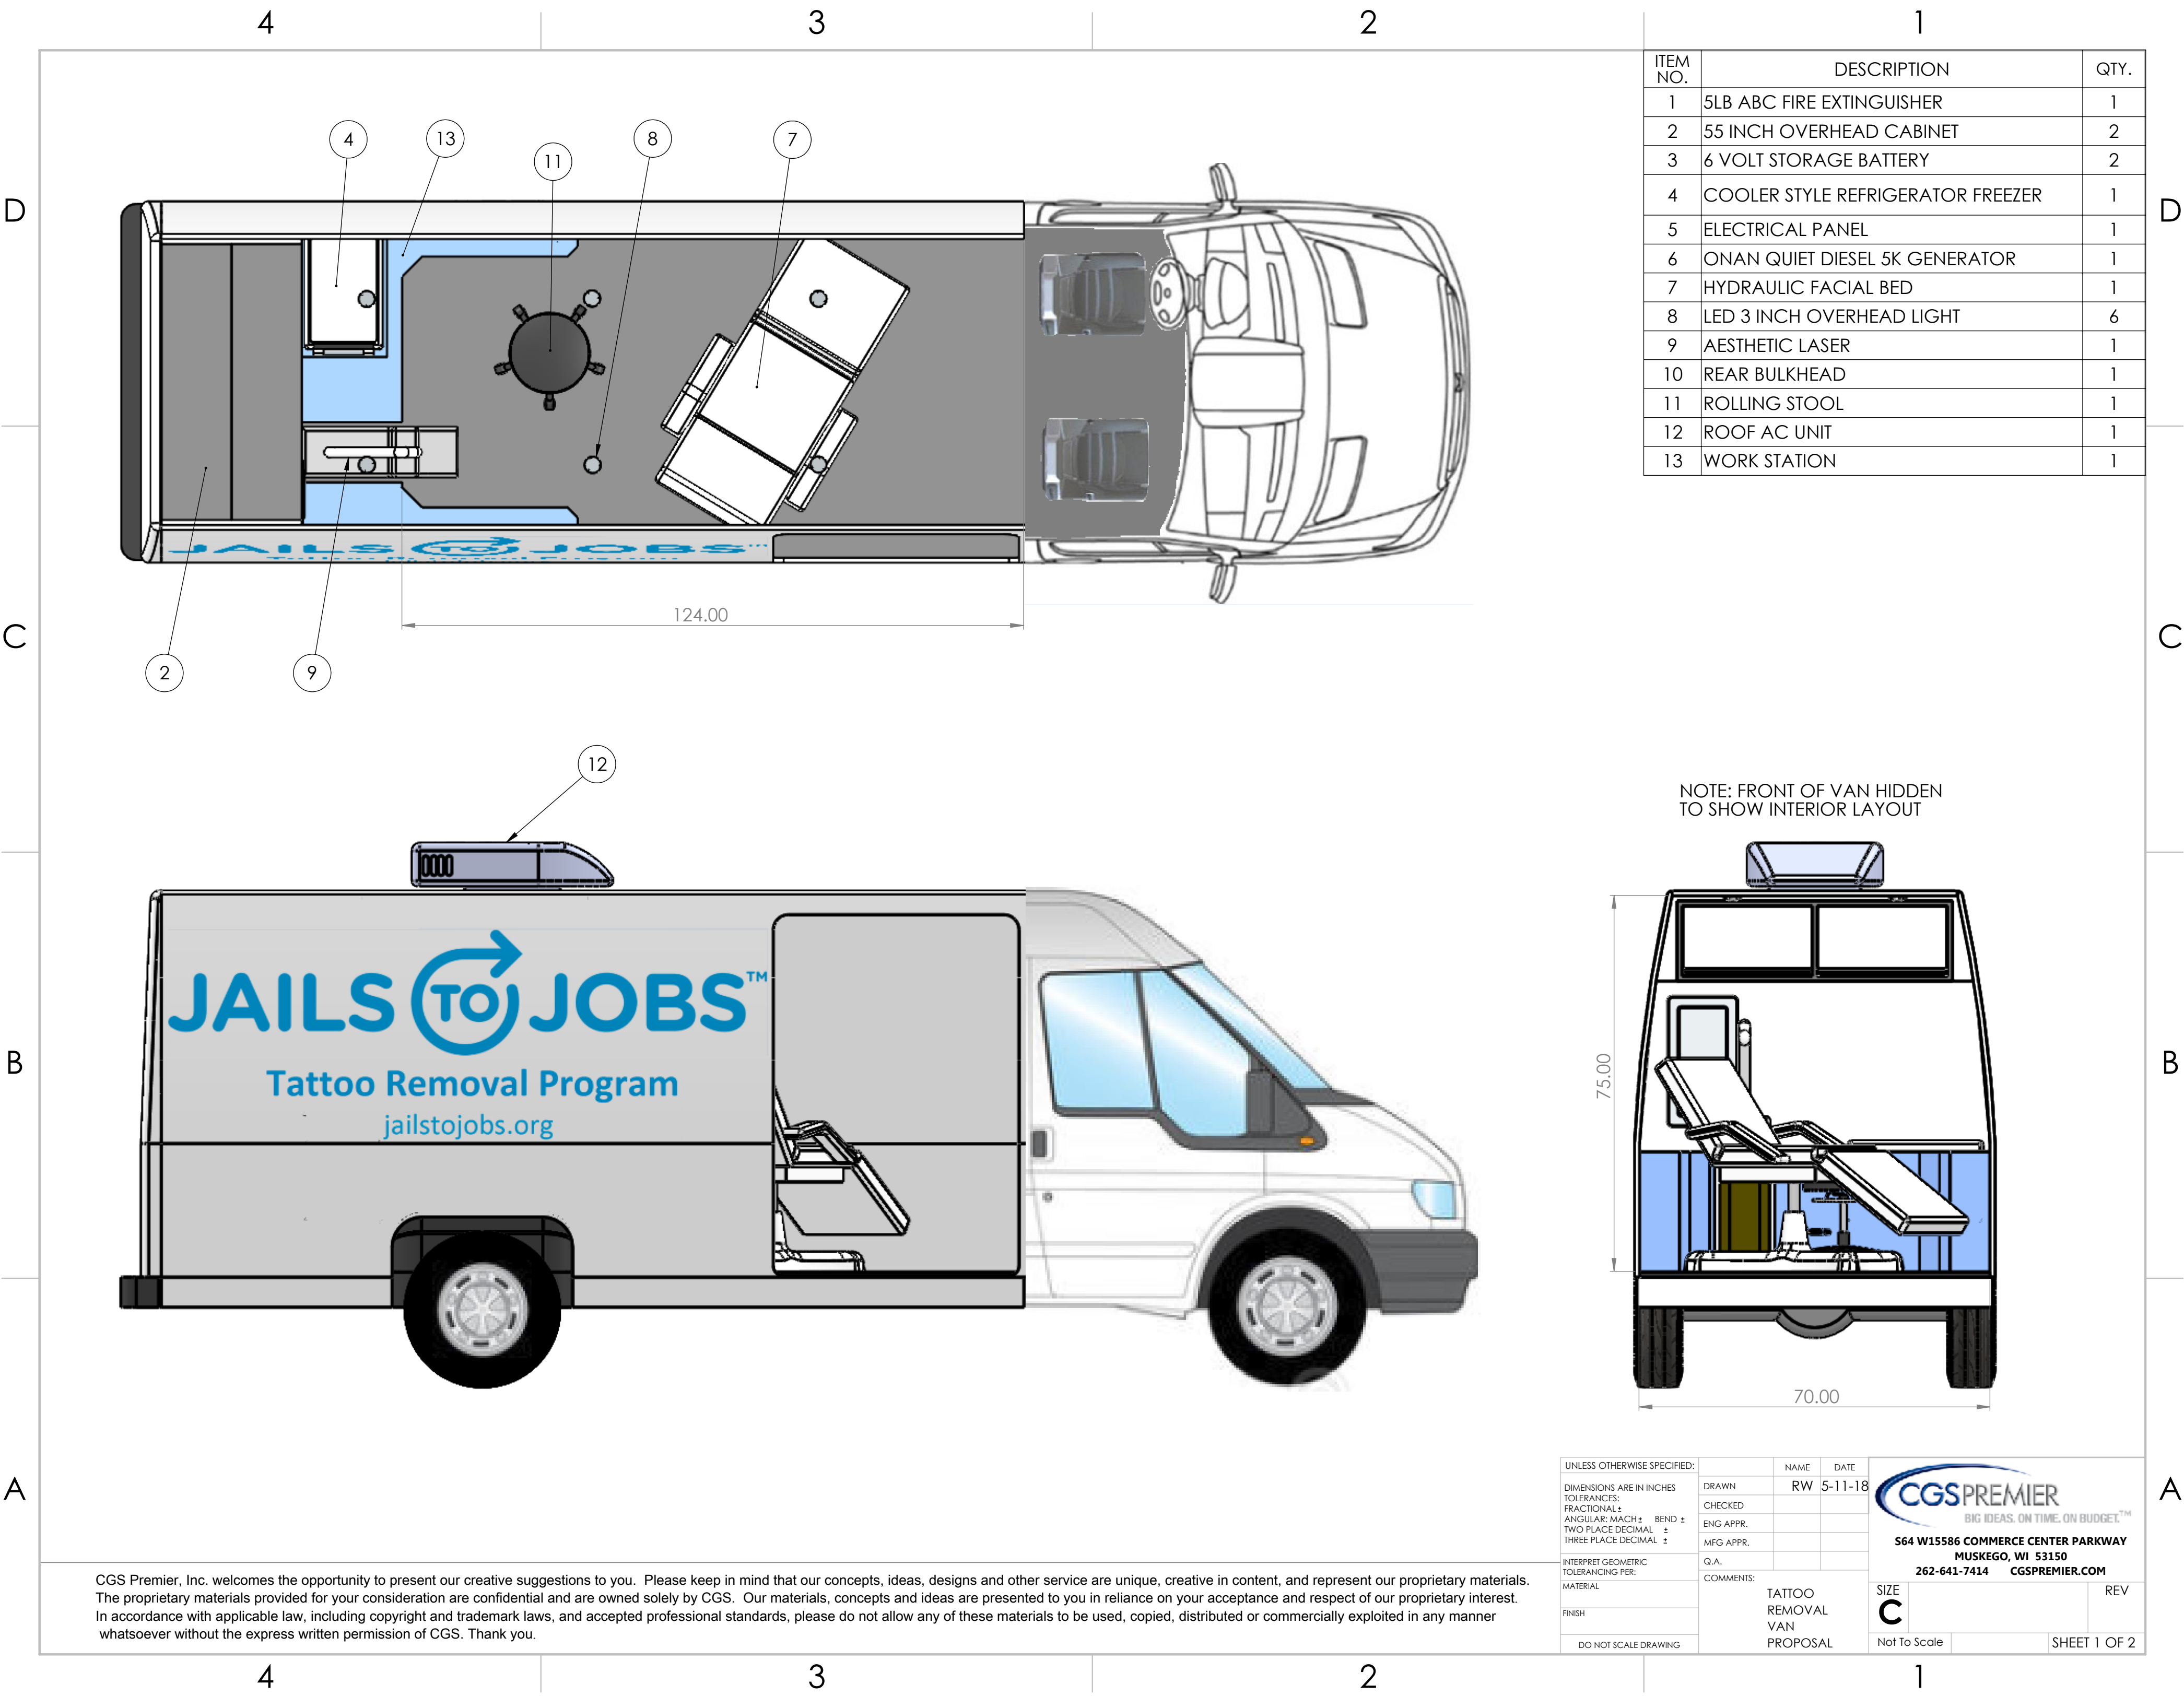 4 3 2 1
ITEM NO. DESCRIPTION QTY.
1 5LB ABC FIRE EXTINGUISHER 1
2 55 INCH OVERHEAD CABINET 2
3 6 VOLT STORAGE BATTERY 2
4 COOLER STYLE REFRIGERATOR FREEZER 1
5 ELECTRICAL PANEL 1
6 ONAN QUIET DIESEL 5K GENERATOR 1
7 HYDRAULIC FACIAL BED 1
8 LED 3 INCH OVERHEAD LIGHT 6
9 AESTHETIC LASER 1
10 REAR BULKHEAD 1
11 ROLLING STOOL 1
12 ROOF AC UNIT 1
13 WORK STATION 1
4 13 11 8 7
D D
JAILS TO JOBS™
124.00
C C
2 9
12
NOTE: FRONT OF VAN HIDDEN
TO SHOW INTERIOR LAYOUT
JAILS TO JOBS™
Tattoo Removal Program
jailstojobs.org
B B
75.00
70.00
A A
UNLESS OTHERWISE SPECIFIED:
DIMENSIONS ARE IN INCHES
TOLERANCES:
FRACTIONAL ±
ANGULAR: MACH ± BEND ±
TWO PLACE DECIMAL ±
THREE PLACE DECIMAL ±
INTERPRET GEOMETRIC
TOLERANCING PER:
MATERIAL
FINISH
DO NOT SCALE DRAWING
NAME DATE
DRAWN RW 5-11-18
CHECKED
ENG APPR.
MFG APPR.
Q.A.
COMMENTS:
TATTOO
REMOVAL
VAN
PROPOSAL
CGS PREMIER
BIG IDEAS. ON TIME. ON BUDGET.™
S64 W15586 COMMERCE CENTER PARKWAY
MUSKEGO, WI 53150
262-641-7414 CGSPREMIER.COM
SIZE
C
REV
Not To Scale
SHEET 1 OF 2
CGS Premier, Inc. welcomes the opportunity to present our creative suggestions to you. Please keep in mind that our concepts, ideas, designs and other service are unique, creative in content, and represent our proprietary materials.
The proprietary materials provided for your consideration are confidential and are owned solely by CGS. Our materials, concepts and ideas are presented to you in reliance on your acceptance and respect of our proprietary interest.
In accordance with applicable law, including copyright and trademark laws, and accepted professional standards, please do not allow any of these materials to be used, copied, distributed or commercially exploited in any manner
whatsoever without the express written permission of CGS. Thank you.
4 3 2 1